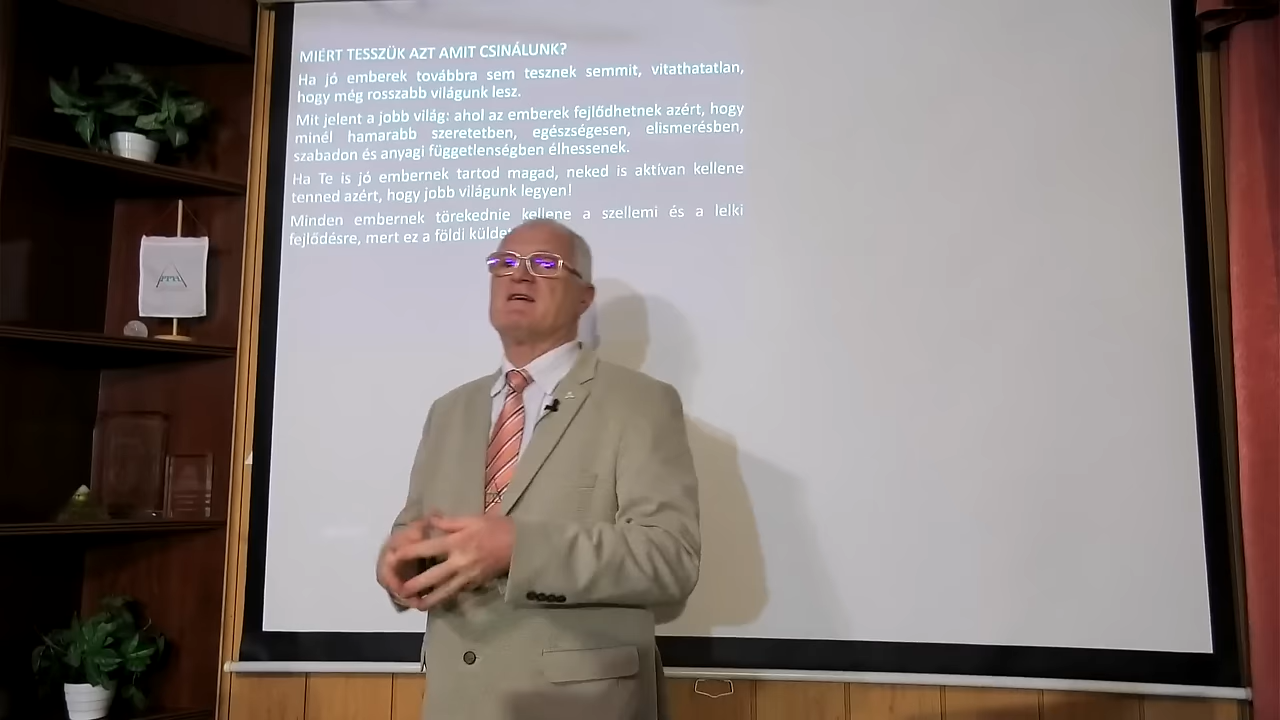 MIÉRT TESSZÜK AZT AMIT CSINÁLUNK?
Ha jó emberek továbbra sem tesznek semmit, vitathatatlan,
hogy még rosszabb világunk lesz.
Mit jelent a jobb világ: ahol az emberek fejlődhetnek azért, hogy
minél hamarabb szeretetben, egészségesen, elismerésben,
szabadon és anyagi függetlenségben élhessenek.
Ha Te is jó embernek tartod magad, neked is aktívan kellene
tenned azért, hogy jobb világunk legyen!
Minden embernek törekednie kellene a szellemi és a lelki
fejlődésre, mert ez a földi